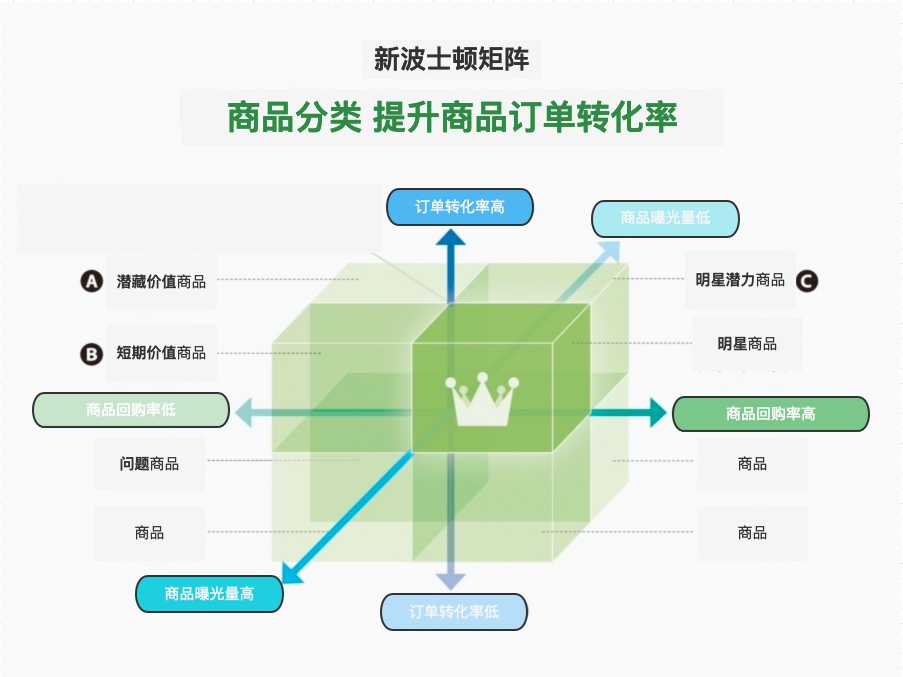 新波士顿矩阵
商品分类 提升商品订单转化率
订单转化率高
商品曝光量低
A 潜藏价值商品
明星潜力商品 C
B 短期价值商品
明星商品
商品回购率低
商品回购率高
问题商品
商品
商品
商品
商品曝光量高
订单转化率低